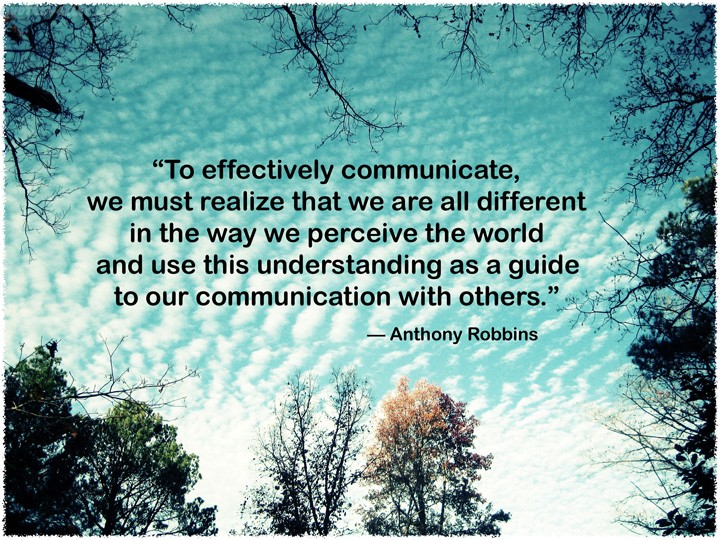 “To effectively communicate,
we must realize that we are all different
in the way we perceive the world
and use this understanding as a guide
to our communication with others.”
— Anthony Robbins